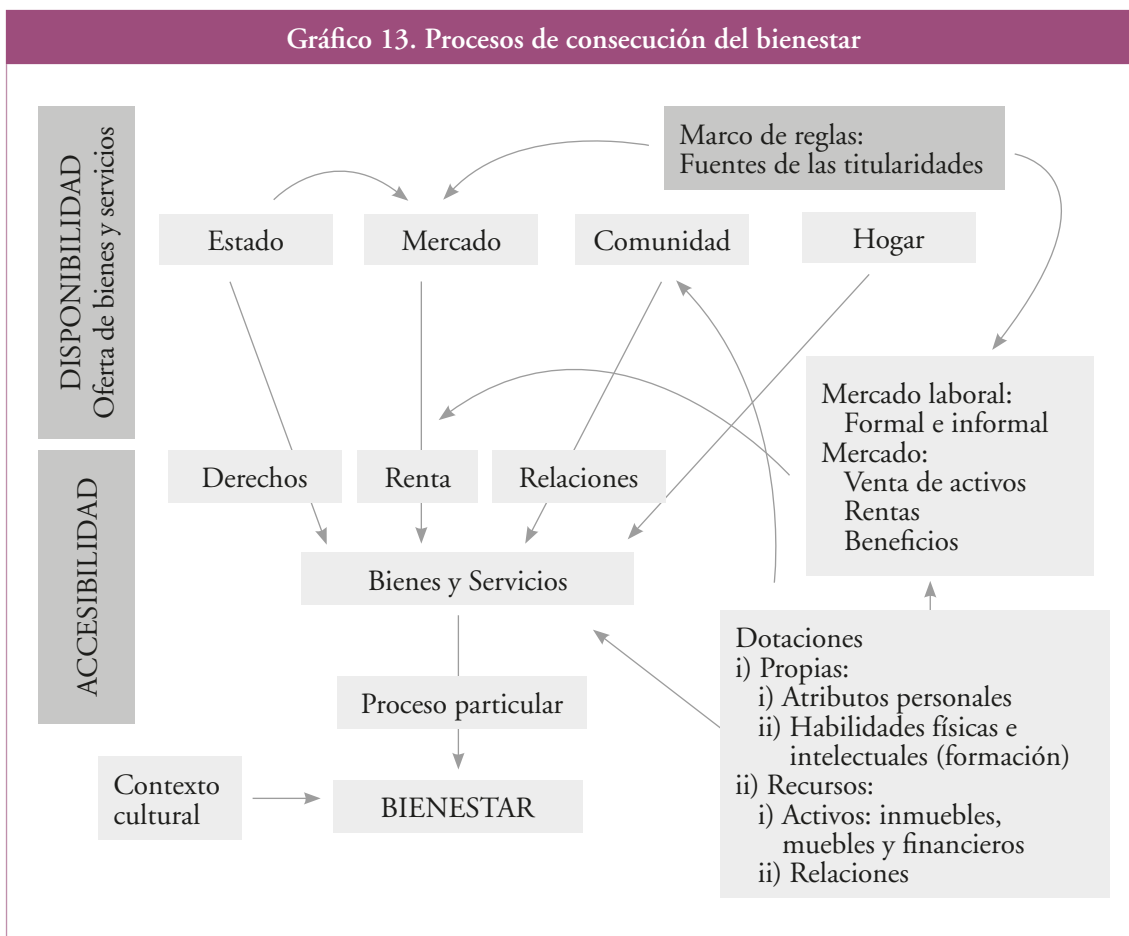 Gráfico 13. Procesos de consecución del bienestar
DISPONIBILIDAD
Oferta de bienes y servicios
Marco de reglas:
Fuentes de las titularidades
Estado
Mercado
Comunidad
Hogar
Mercado laboral:
Formal e informal
Mercado:
Venta de activos
Rentas
Beneficios
ACCESIBILIDAD
Derechos
Renta
Relaciones
Bienes y Servicios
Dotaciones
i) Propias:
i) Atributos personales
ii) Habilidades físicas e
intelectuales (formación)
ii) Recursos:
i) Activos: inmuebles,
muebles y financieros
ii) Relaciones
Proceso particular
Contexto
cultural
BIENESTAR